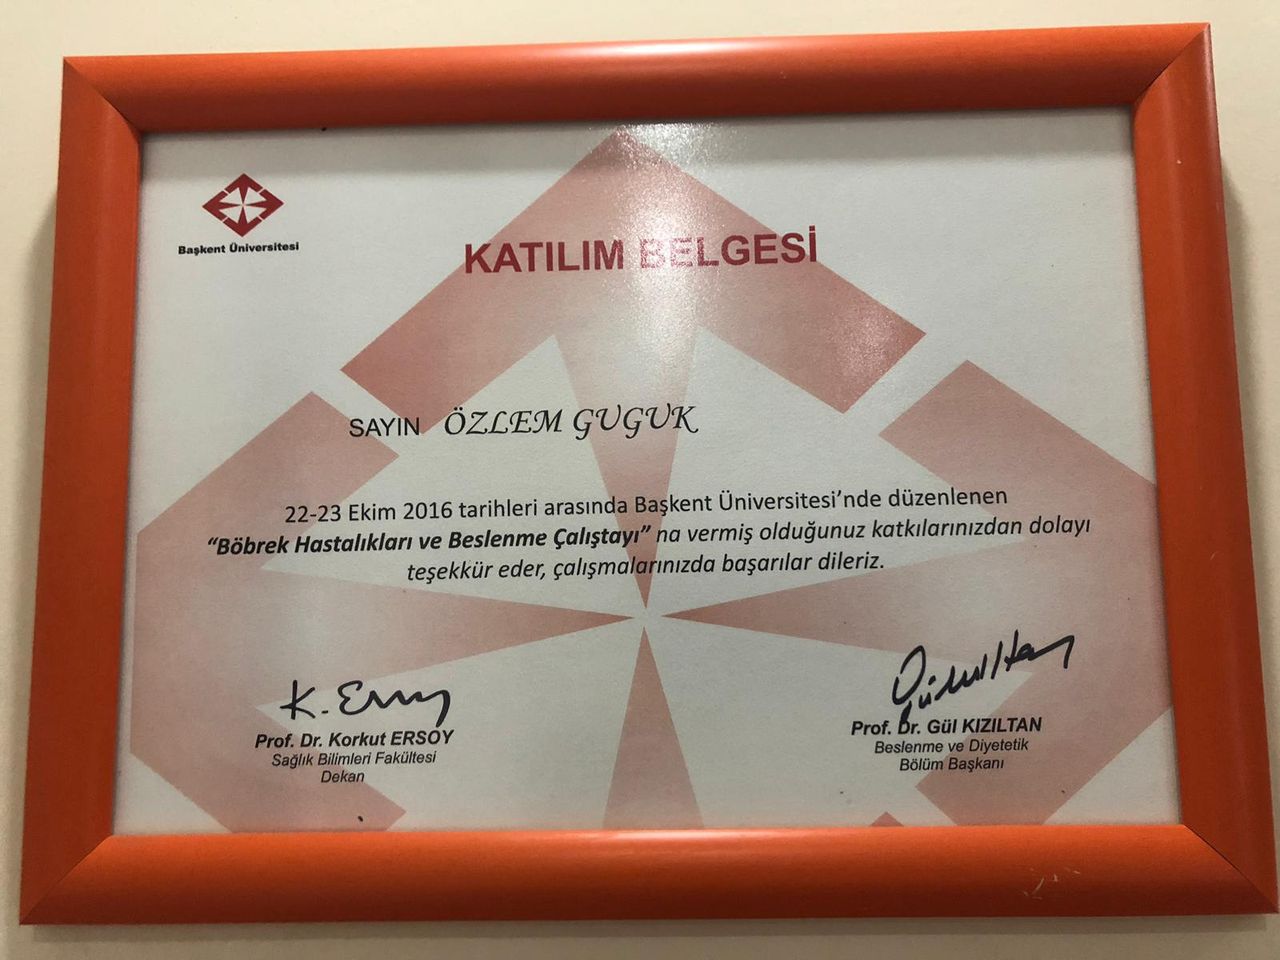 Başkent Üniversitesi
KATILIM BELGESİ
SAYIN ÖZLEM GUGUK
22-23 Ekim 2016 tarihleri arasında Başkent Üniversitesi'nde düzenlenen
“Böbrek Hastalıkları ve Beslenme Çalıştayı” na vermiş olduğunuz katkılarınızdan dolayı
teşekkür eder, çalışmalarınızda başarılar dileriz.
K. Ersoy
Prof. Dr. Korkut ERSOY
Sağlık Bilimleri Fakültesi
Dekan
Prof. Dr. Gül KIZILTAN
Beslenme ve Diyetetik
Bölüm Başkanı